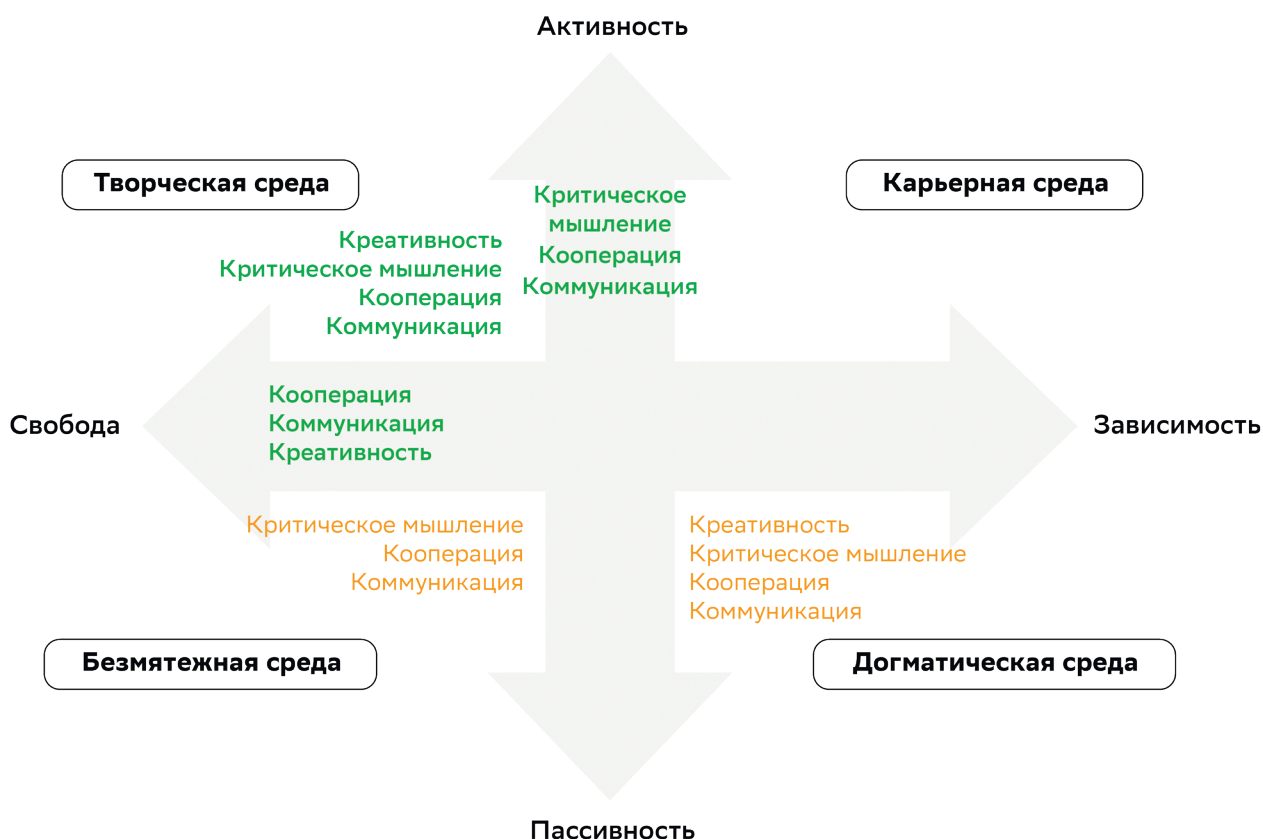 Активность
Творческая среда
Карьерная среда
Критическое
мышление
Кооперация
Коммуникация
Креативность
Критическое мышление
Кооперация
Коммуникация
Свобода
Кооперация
Коммуникация
Креативность
Зависимость
Критическое мышление
Кооперация
Коммуникация
Креативность
Критическое мышление
Кооперация
Коммуникация
Безмятежная среда
Догматическая среда
Пассивность